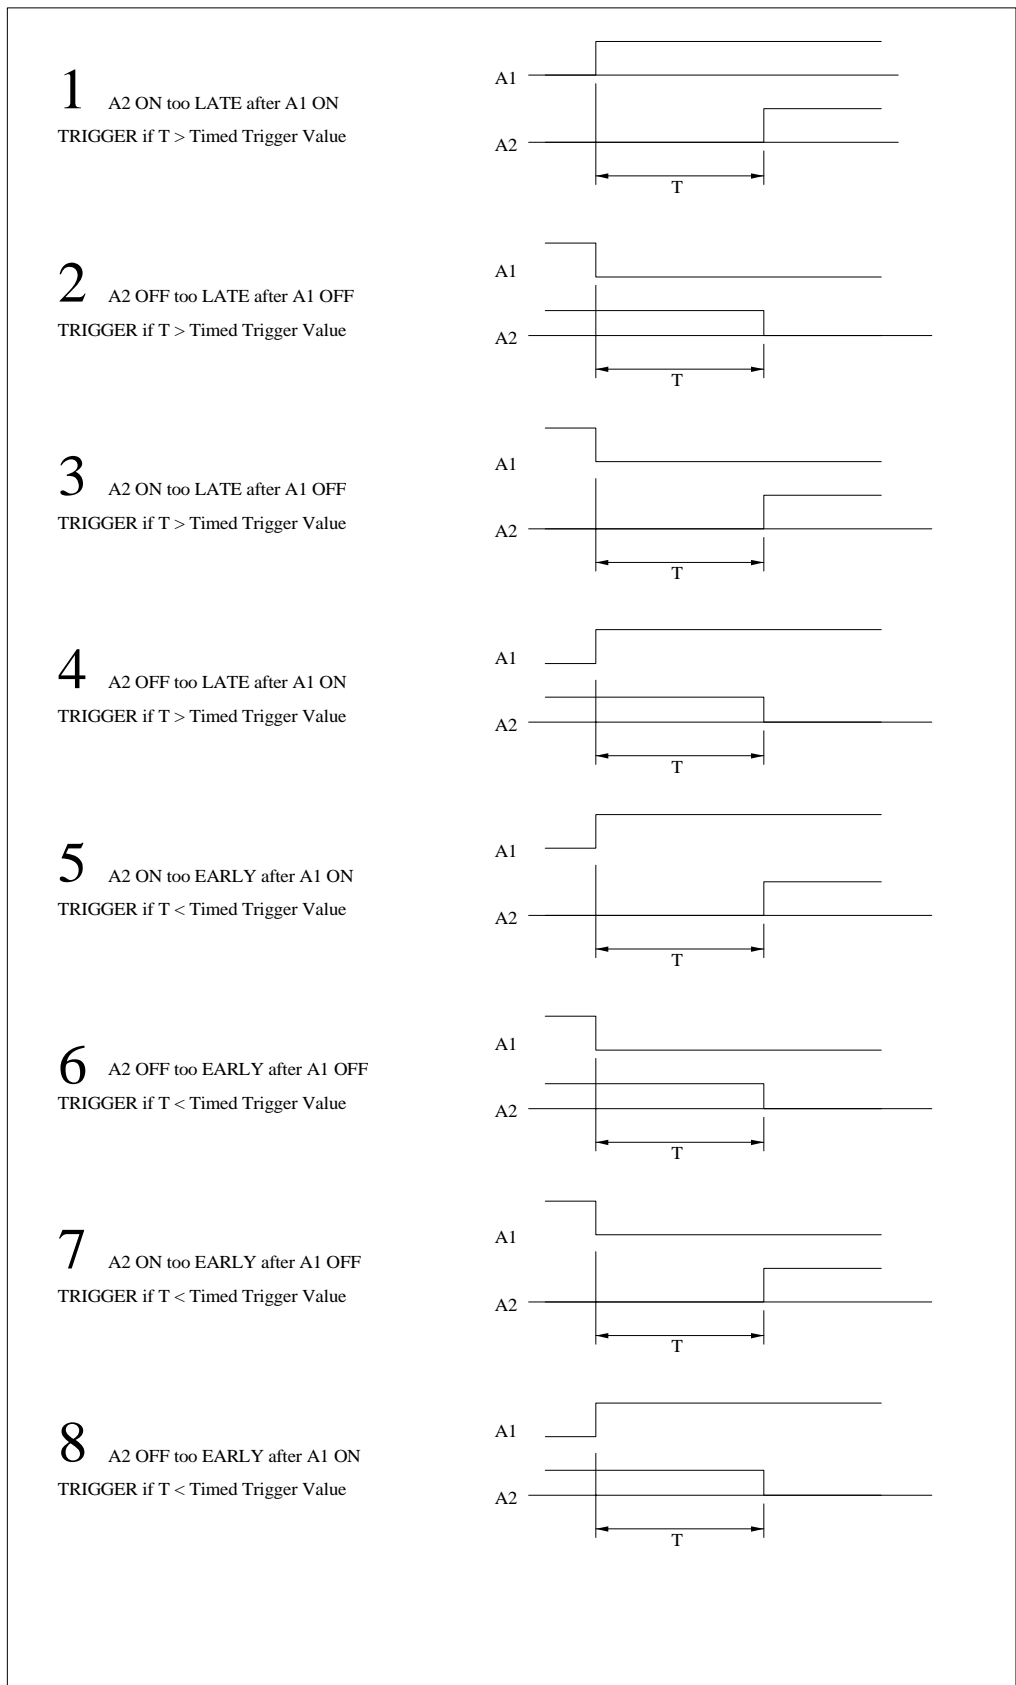 1 A2 ON too LATE after A1 ON
TRIGGER if T > Timed Trigger Value
A1
A2
T
2 A2 OFF too LATE after A1 OFF
TRIGGER if T > Timed Trigger Value
A1
A2
T
3 A2 ON too LATE after A1 OFF
TRIGGER if T > Timed Trigger Value
A1
A2
T
4 A2 OFF too LATE after A1 ON
TRIGGER if T > Timed Trigger Value
A1
A2
T
5 A2 ON too EARLY after A1 ON
TRIGGER if T < Timed Trigger Value
A1
A2
T
6 A2 OFF too EARLY after A1 OFF
TRIGGER if T < Timed Trigger Value
A1
A2
T
7 A2 ON too EARLY after A1 OFF
TRIGGER if T < Timed Trigger Value
A1
A2
T
8 A2 OFF too EARLY after A1 ON
TRIGGER if T < Timed Trigger Value
A1
A2
T